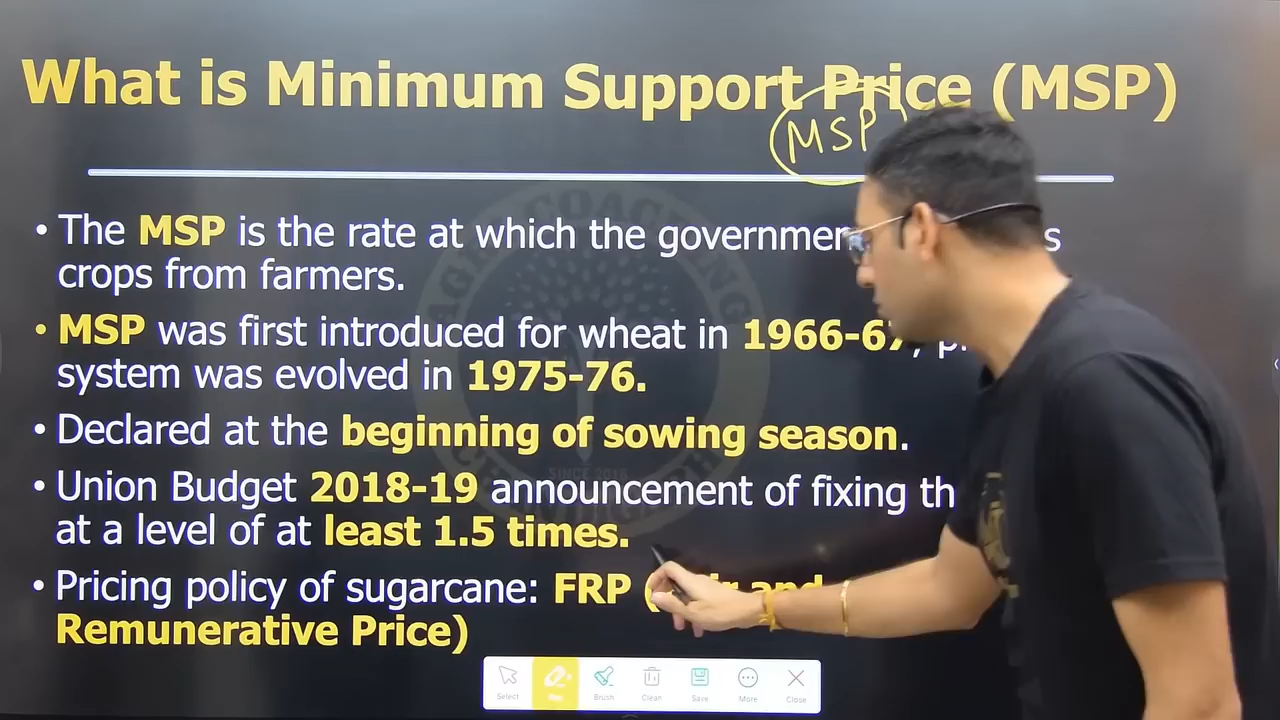 What is Minimum Support Price (MSP)
MSP
• The MSP is the rate at which the
crops from farmers.
• MSP was first introduced for wheat in 1966-67,
system was evolved in 1975-76.
• Declared at the beginning of sowing season.
• Union Budget 2018-19 announcement of fixing
at a level of at least 1.5 times.
• Pricing policy of sugarcane: FRP and
Remunerative Price)
SINCE
Select Brush Clean Save More Close